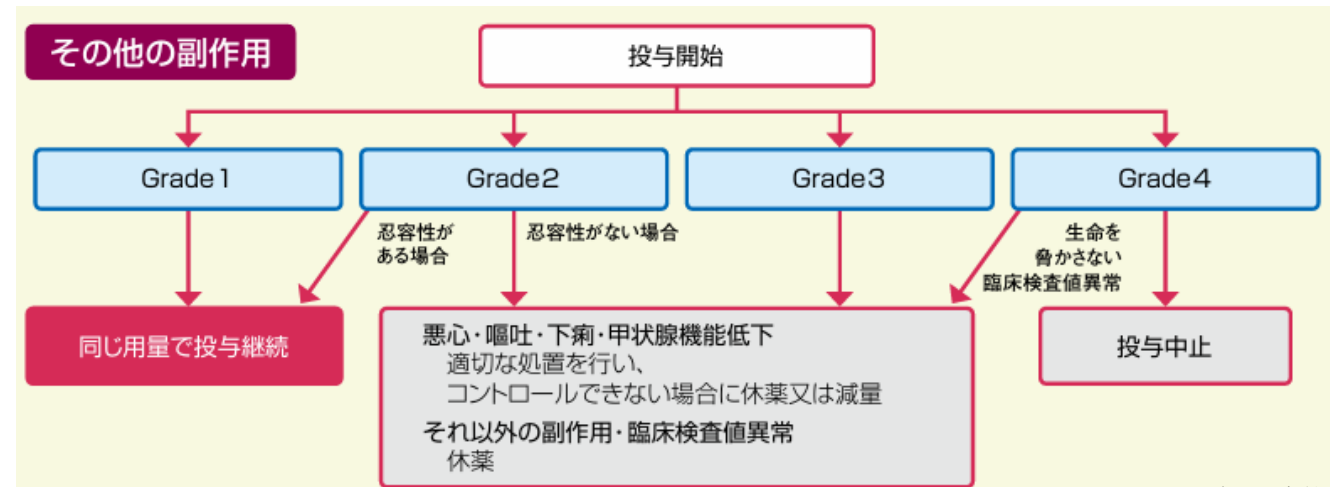 その他の副作用
投与開始
Grade1
Grade2
Grade3
Grade4
忍容性が
ある場合
忍容性がない場合
生命を
脅かさない
臨床検査値異常
同じ用量で投与継続
悪心・嘔吐・下痢・甲状腺機能低下
適切な処置を行い、
コントロールできない場合に休薬又は減量
それ以外の副作用・臨床検査値異常
休薬
投与中止